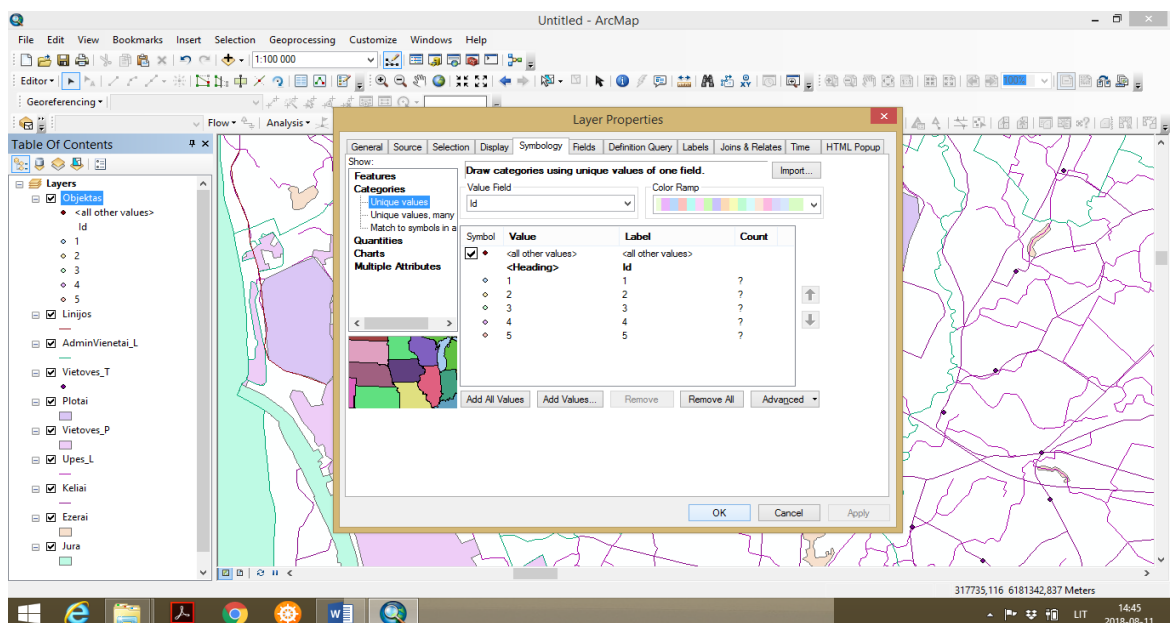 Untitled - ArcMap
File Edit View Bookmarks Insert Selection Geoprocessing Customize Windows Help
1:100 000
Editor
Georeferencing
Flow Analysis
Table Of Contents
Layers
Objektas
<all other values>
Id
1
2
3
4
5
Linijos
AdminVienetai_L
Vietoves_T
Plotai
Vietoves_P
Upes_L
Keliai
Ezerai
Jura
Layer Properties
General Source Selection Display Symbology Fields Definition Query Labels Joins & Relates Time HTML Popup
Show:
Features
Categories
Unique values
Unique values, many
Match to symbols in a
Quantities
Charts
Multiple Attributes
Draw categories using unique values of one field.
Import...
Value Field
Id
Color Ramp
Symbol Value Label Count
<all other values> <all other values>
<Heading> Id
1 1 ?
2 2 ?
3 3 ?
4 4 ?
5 5 ?
Add All Values Add Values... Remove Remove All Advanced
OK Cancel Apply
317735,116 6181342,837 Meters
LIT
14:45
2018-08-11